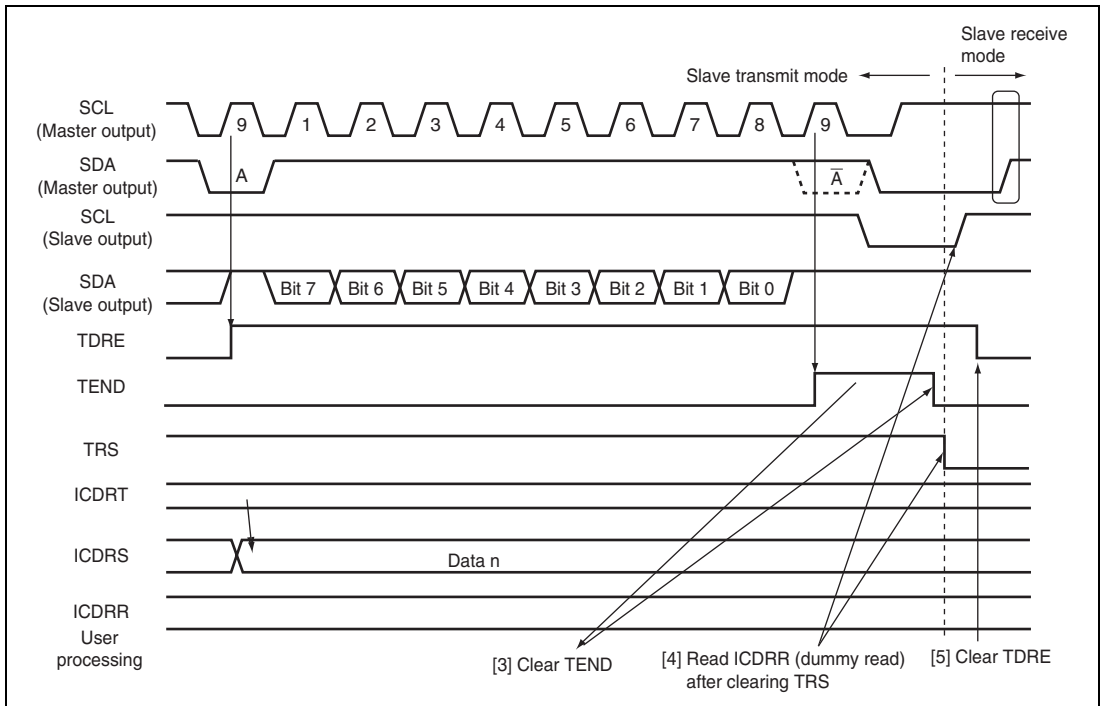 Slave receive
mode
Slave transmit mode
SCL
(Master output)
9 1 2 3 4 5 6 7 8 9
SDA
(Master output)
A A̅
SCL
(Slave output)
SDA
(Slave output)
Bit 7 Bit 6 Bit 5 Bit 4 Bit 3 Bit 2 Bit 1 Bit 0
TDRE
TEND
TRS
ICDRT
ICDRS
Data n
ICDRR
User
processing
[3] Clear TEND
[4] Read ICDRR (dummy read)
after clearing TRS
[5] Clear TDRE